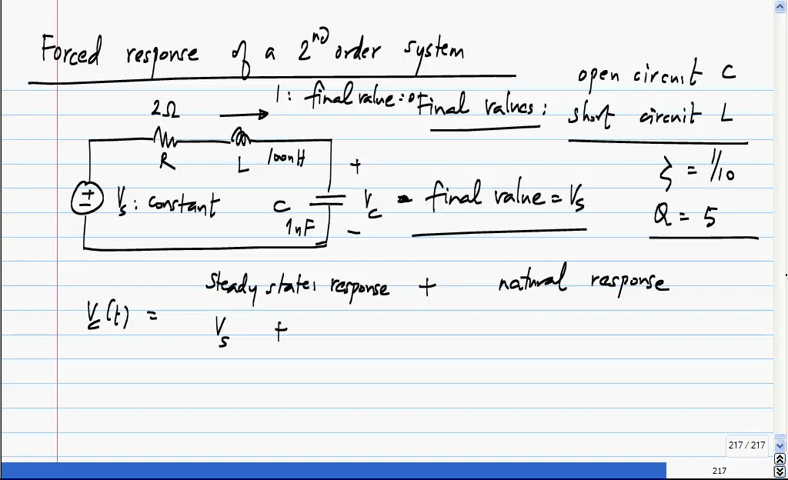 Forced response of a 2nd order system
open circuit C
I: final value: 0
Final values:
short circuit L
2Ω
R
L
100nH
+
ζ = 1/10
Vs: constant
C
1nF
Vc
-
final value = Vs
Q = 5
Steady state response + natural response
Vc(t) =
Vs +
217 / 217
217